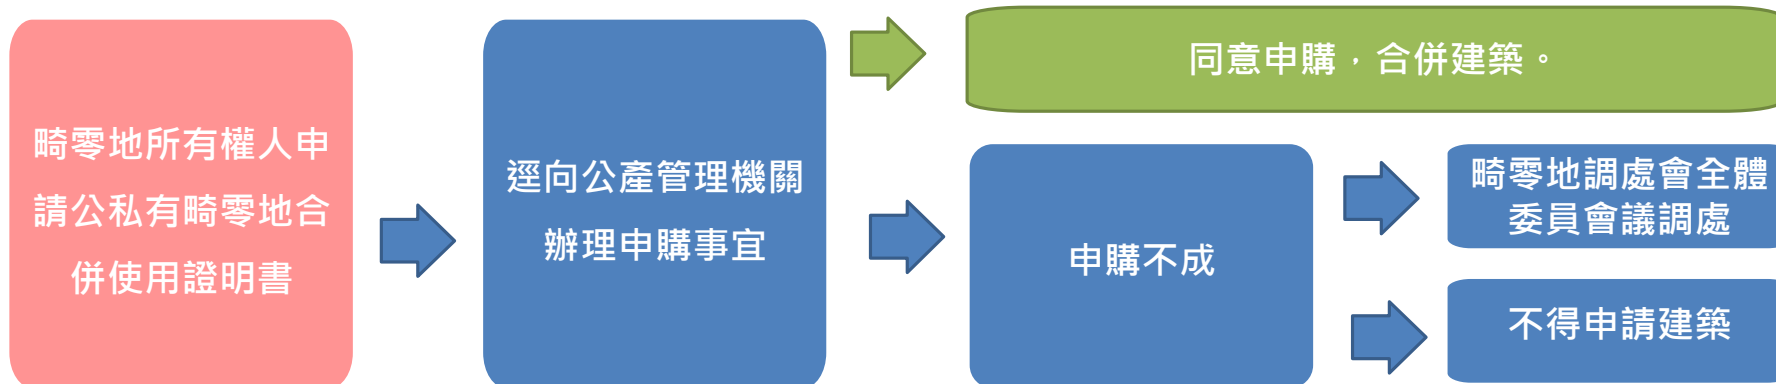 畸零地所有權人申
請公私有畸零地合
併使用證明書
逕向公產管理機關
辦理申購事宜
同意申購，合併建築。
申購不成
畸零地調處會全體
委員會議調處
不得申請建築